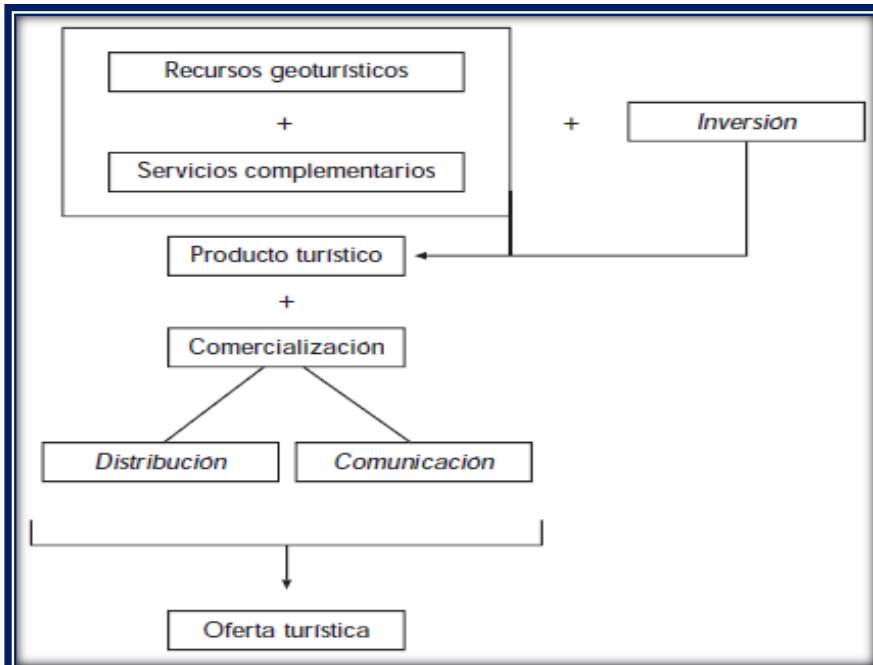 Recursos geoturísticos
+
+
Inversión
Servicios complementarios
Producto turístico
+
Comercialización
Distribución
Comunicación
Oferta turística